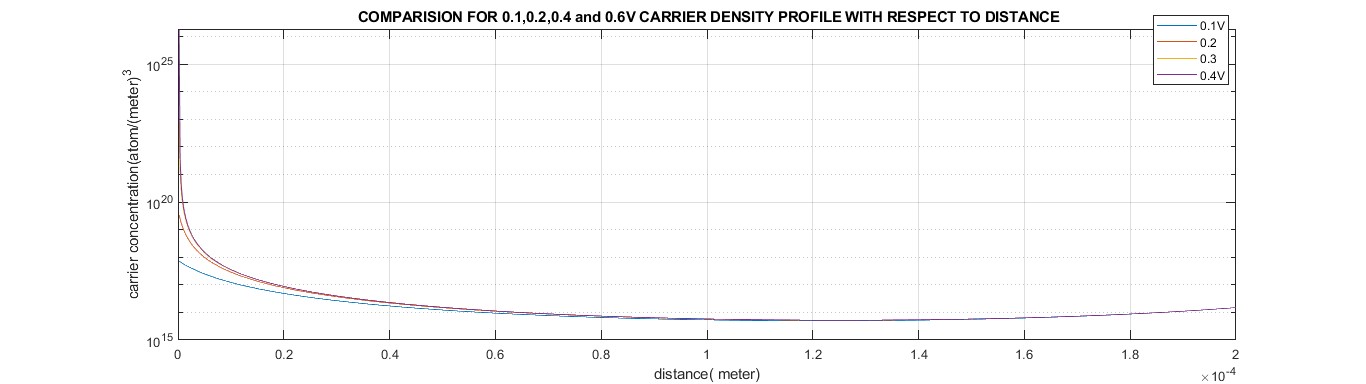 COMPARISION FOR 0.1,0.2,0.4 and 0.6V CARRIER DENSITY PROFILE WITH RESPECT TO DISTANCE
0.1V
0.2
0.3
0.4V
carrier concentration(atom/(meter)^3
10^25
10^20
10^15
0 0.2 0.4 0.6 0.8 1 1.2 1.4 1.6 1.8 2
distance( meter)
×10^-4